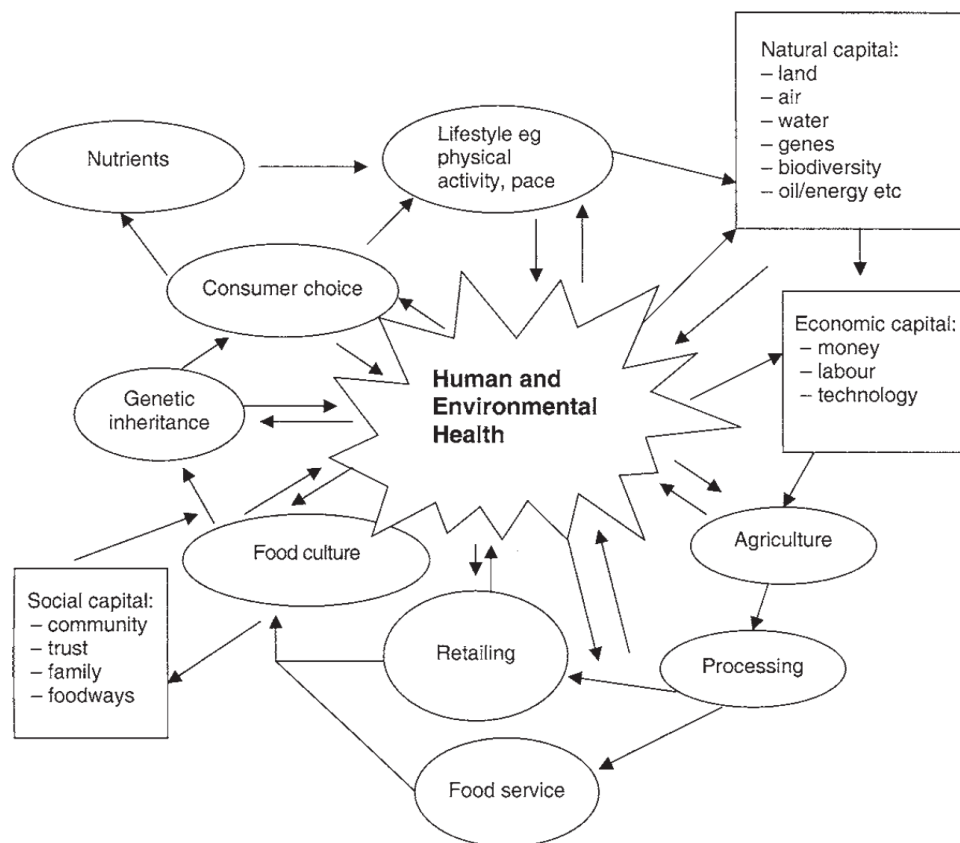 Natural capital:
– land
– air
– water
– genes
– biodiversity
– oil/energy etc
Nutrients
Lifestyle eg
physical
activity, pace
Consumer choice
Economic capital:
– money
– labour
– technology
Human and
Environmental
Health
Genetic
inheritance
Agriculture
Food culture
Social capital:
– community
– trust
– family
– foodways
Retailing
Processing
Food service